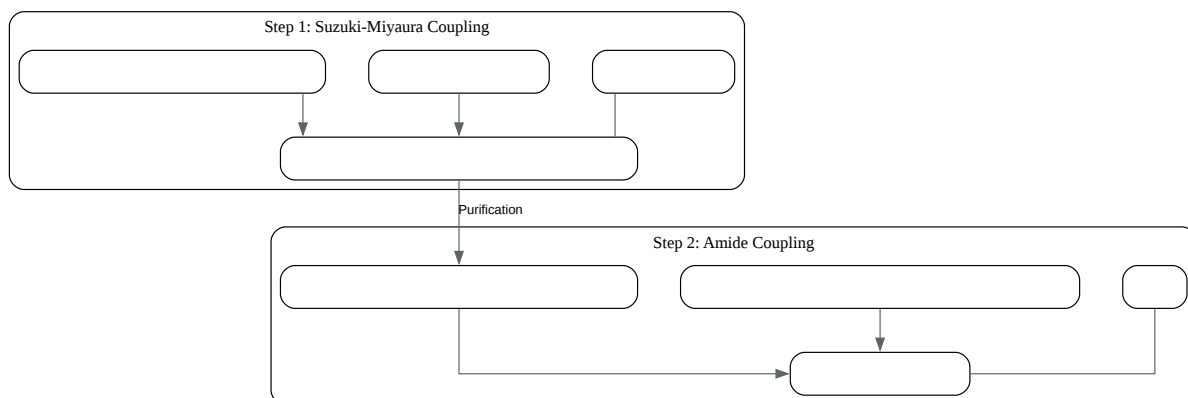 Step 1: Suzuki-Miyaura Coupling
Purification
Step 2: Amide Coupling